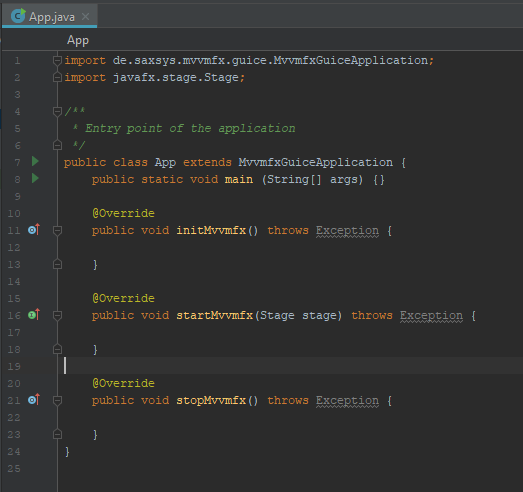 App.java
App
1 import de.saxsys.mvvmfx.guice.MvvmfxGuiceApplication;
2 import javafx.stage.Stage;
3
4 /**
5  * Entry point of the application
6  */
7 public class App extends MvvmfxGuiceApplication {
8     public static void main (String[] args) {}
9
10     @Override
11     public void initMvvmfx() throws Exception {
12
13     }
14
15     @Override
16     public void startMvvmfx(Stage stage) throws Exception {
17
18     }
19
20     @Override
21     public void stopMvvmfx() throws Exception {
22
23     }
24 }
25